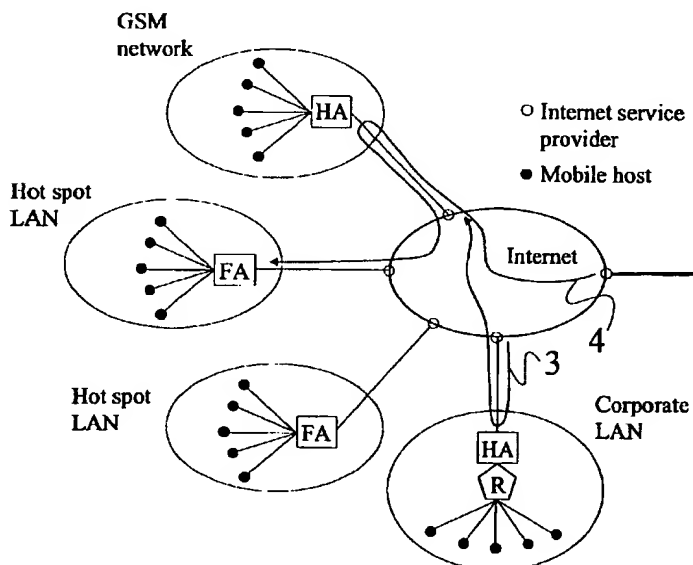 GSM
network
HA
Internet service
provider
Mobile host
Hot spot
LAN
FA
Internet
4
3
Hot spot
LAN
FA
Corporate
LAN
HA
R